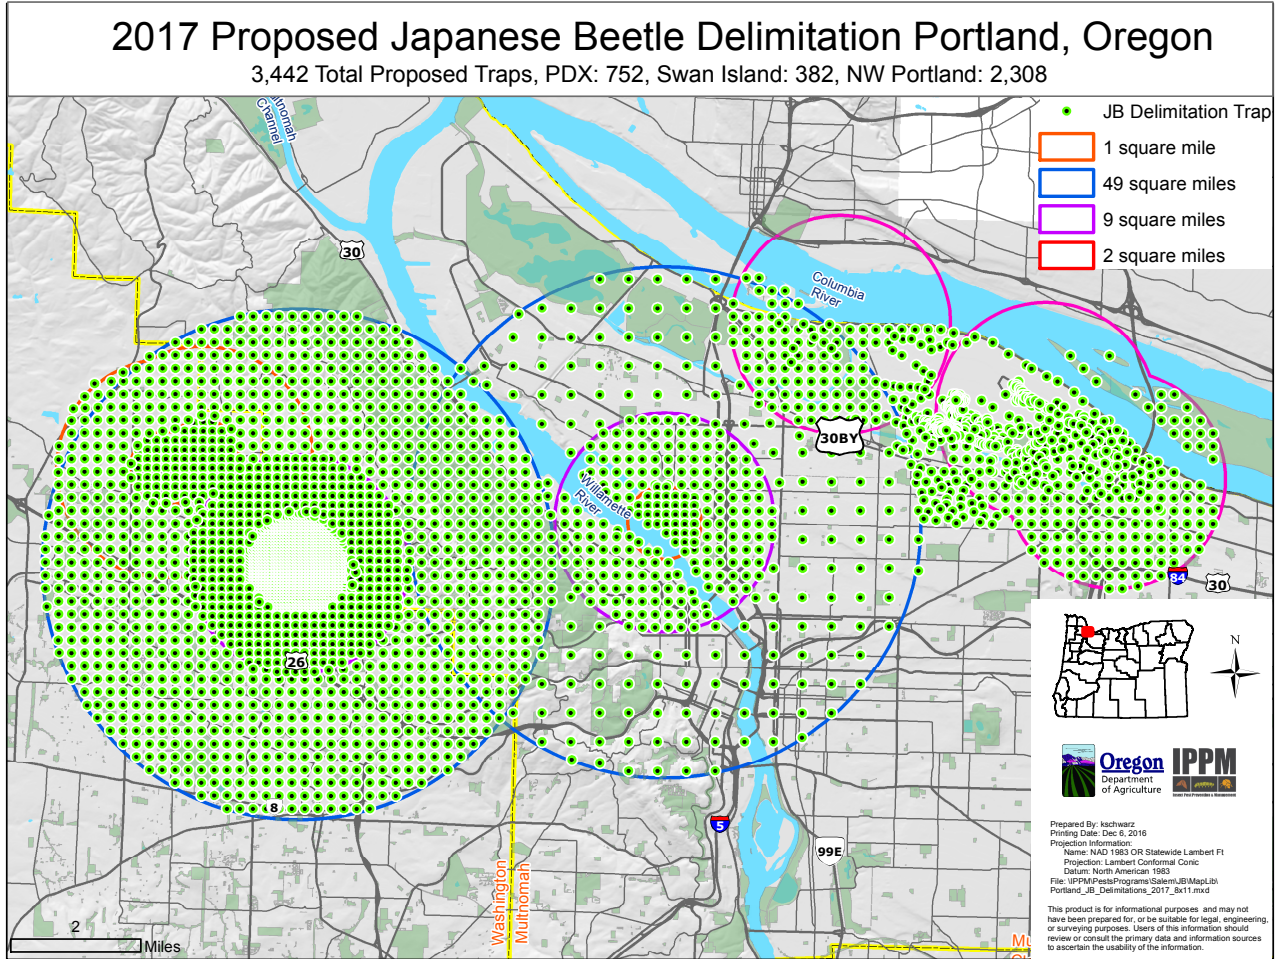 2017 Proposed Japanese Beetle Delimitation Portland, Oregon
3,442 Total Proposed Traps, PDX: 752, Swan Island: 382, NW Portland: 2,308
JB Delimitation Trap
1 square mile
49 square miles
9 square miles
2 square miles
Channel
30
Columbia
River
30BY
Willamette
River
26
84
30
8
5
99E
Washington
Multnomah
2
Miles
N
Oregon
Department
of Agriculture
IPPM
Prepared By: kschwarz
Printing Date: Dec 6, 2016
Projection Information:
Name: NAD 1983 OR Statewide Lambert Ft
Projection: Lambert Conformal Conic
Datum: North American 1983
File: \IPPM\PestsPrograms\Salem\JB\MapLib\
Portland_JB_Delimitations_2017_8x11.mxd
This product is for informational purposes and may not
have been prepared for, or be suitable for legal, engineering,
or surveying purposes. Users of this information should
review or consult the primary data and information sources
to ascertain the usability of the information.